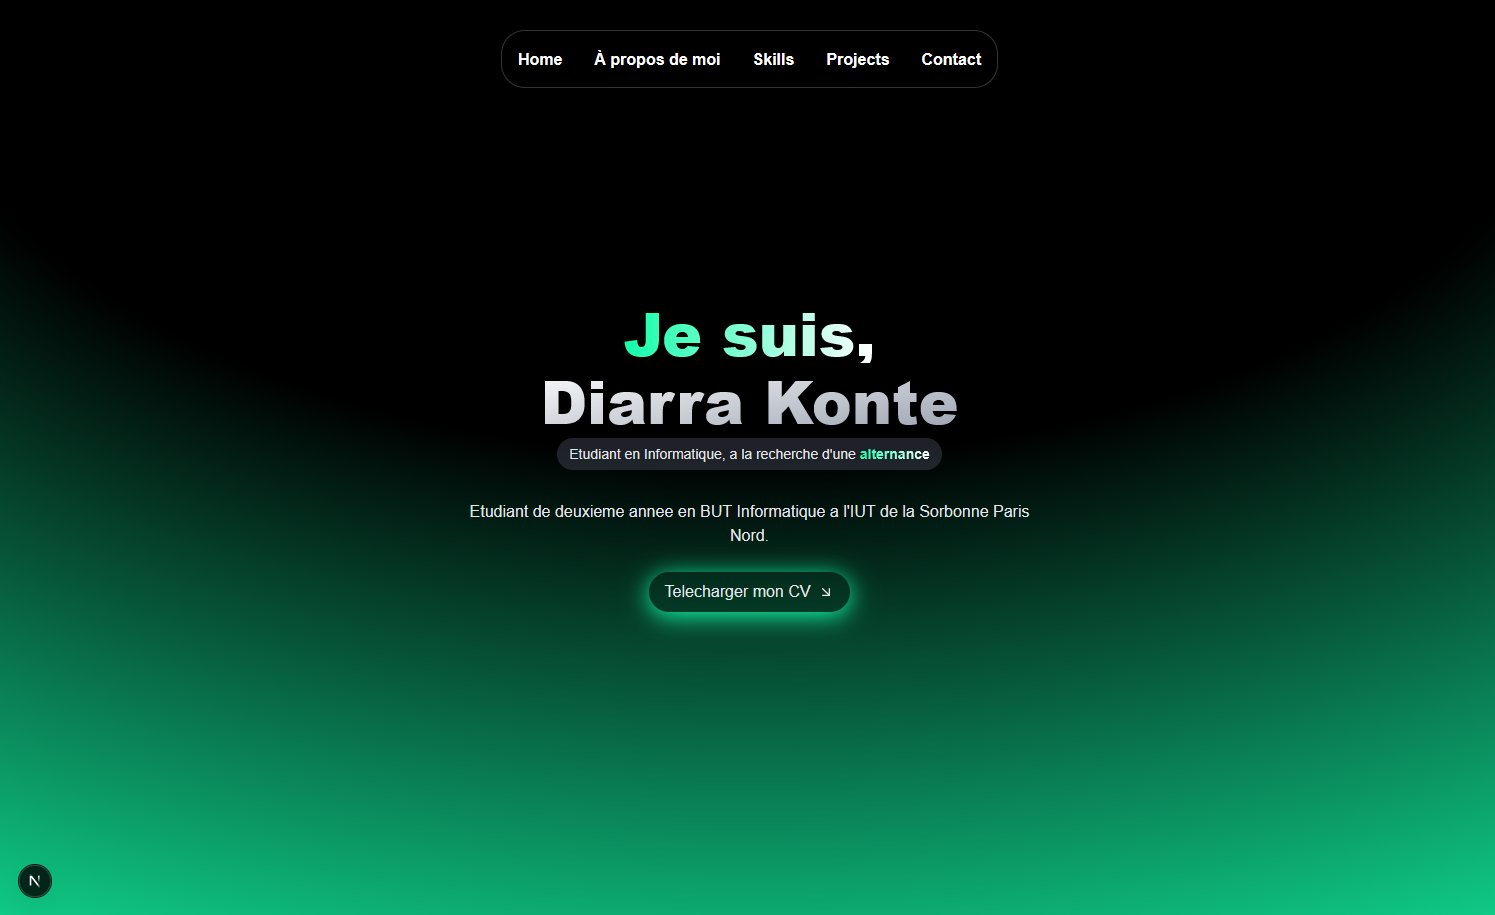 Home À propos de moi Skills Projects Contact
Je suis,
Diarra Konte
Etudiant en Informatique, a la recherche d'une alternance
Etudiant de deuxieme annee en BUT Informatique a l'IUT de la Sorbonne Paris
Nord.
Telecharger mon CV
N